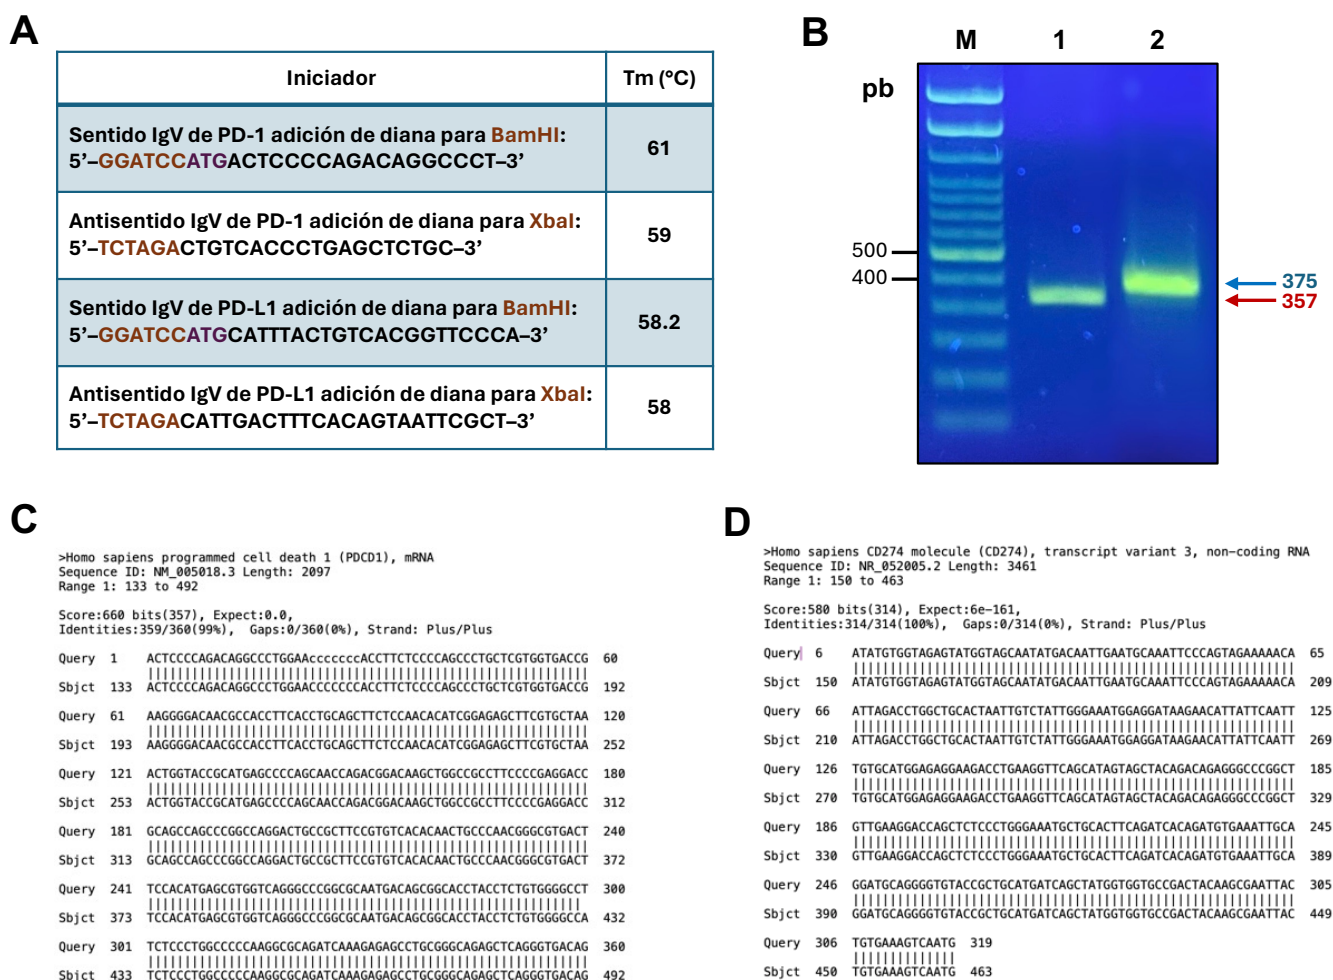 A
Iniciador Tm (°C)
Sentido IgV de PD-1 adición de diana para BamHI:
5’–GGATCCATGACTCCCCAGACAGGCCCT–3’
61
Antisentido IgV de PD-1 adición de diana para XbaI:
5’–TCTAGACTGTCACCCTGAGCTCTGC–3’
59
Sentido IgV de PD-L1 adición de diana para BamHI:
5’–GGATCCATGCATTTACTGTCACGGTTCCCA–3’
58.2
Antisentido IgV de PD-L1 adición de diana para XbaI:
5’–TCTAGACATTGACTTTCACAGTAATTCGCT–3’
58
B
M 1 2
pb
500
400
375
357
C
>Homo sapiens programmed cell death 1 (PDCD1), mRNA
Sequence ID: NM_005018.3 Length: 2097
Range 1: 133 to 492
Score:660 bits(357), Expect:0.0,
Identities:359/360(99%), Gaps:0/360(0%), Strand: Plus/Plus
Query 1 ACTCCCCAGACAGGCCCTGGAAcccccccACCTTCTCCCCAGCCCTGCTCGTGGTGACCG 60
Sbjct 133 ACTCCCCAGACAGGCCCTGGAACCCCCCCACCTTCTCCCCAGCCCTGCTCGTGGTGACCG 192
Query 61 AAGGGGACAACGCCACCTTCACCTGCAGCTTCTCCAACACATCGGAGAGCTTCGTGCTAA 120
Sbjct 193 AAGGGGACAACGCCACCTTCACCTGCAGCTTCTCCAACACATCGGAGAGCTTCGTGCTAA 252
Query 121 ACTGGTACCGCATGAGCCCCAGCAACCAGACGGACAAGCTGGCCGCCTTCCCCGAGGACC 180
Sbjct 253 ACTGGTACCGCATGAGCCCCAGCAACCAGACGGACAAGCTGGCCGCCTTCCCCGAGGACC 312
Query 181 GCAGCCAGCCCGGCCAGGACTGCCGCTTCCGTGTCACACAACTGCCCAACGGGCGTGACT 240
Sbjct 313 GCAGCCAGCCCGGCCAGGACTGCCGCTTCCGTGTCACACAACTGCCCAACGGGCGTGACT 372
Query 241 TCCACATGAGCGTGGTCAGGGCCCGGCGCAATGACAGCGGCACCTACCTCTGTGGGGCCT 300
Sbjct 373 TCCACATGAGCGTGGTCAGGGCCCGGCGCAATGACAGCGGCACCTACCTCTGTGGGGCCA 432
Query 301 TCTCCCTGGCCCCCAAGGCGCAGATCAAAGAGAGCCTGCGGGCAGAGCTCAGGGTGACAG 360
Sbjct 433 TCTCCCTGGCCCCCAAGGCGCAGATCAAAGAGAGCCTGCGGGCAGAGCTCAGGGTGACAG 492
D
>Homo sapiens CD274 molecule (CD274), transcript variant 3, non-coding RNA
Sequence ID: NR_052005.2 Length: 3461
Range 1: 150 to 463
Score:580 bits(314), Expect:6e-161,
Identities:314/314(100%), Gaps:0/314(0%), Strand: Plus/Plus
Query 6 ATATGTGGTAGAGTATGGTAGCAATATGACAATTGAATGCAAATTCCCAGTAGAAAAACA 65
Sbjct 150 ATATGTGGTAGAGTATGGTAGCAATATGACAATTGAATGCAAATTCCCAGTAGAAAAACA 209
Query 66 ATTAGACCTGGCTGCACTAATTGTCTATTGGGAAATGGAGGATAAGAACATTATTCAATT 125
Sbjct 210 ATTAGACCTGGCTGCACTAATTGTCTATTGGGAAATGGAGGATAAGAACATTATTCAATT 269
Query 126 TGTGCATGGAGAGGAAGACCTGAAGGTTCAGCATAGTAGCTACAGACAGAGGGCCCGGCT 185
Sbjct 270 TGTGCATGGAGAGGAAGACCTGAAGGTTCAGCATAGTAGCTACAGACAGAGGGCCCGGCT 329
Query 186 GTTGAAGGACCAGCTCTCCCTGGGAAATGCTGCACTTCAGATCACAGATGTGAAATTGCA 245
Sbjct 330 GTTGAAGGACCAGCTCTCCCTGGGAAATGCTGCACTTCAGATCACAGATGTGAAATTGCA 389
Query 246 GGATGCAGGGGTGTACCGCTGCATGATCAGCTATGGTGGTGCCGACTACAAGCGAATTAC 305
Sbjct 390 GGATGCAGGGGTGTACCGCTGCATGATCAGCTATGGTGGTGCCGACTACAAGCGAATTAC 449
Query 306 TGTGAAAGTCAATG 319
Sbjct 450 TGTGAAAGTCAATG 463